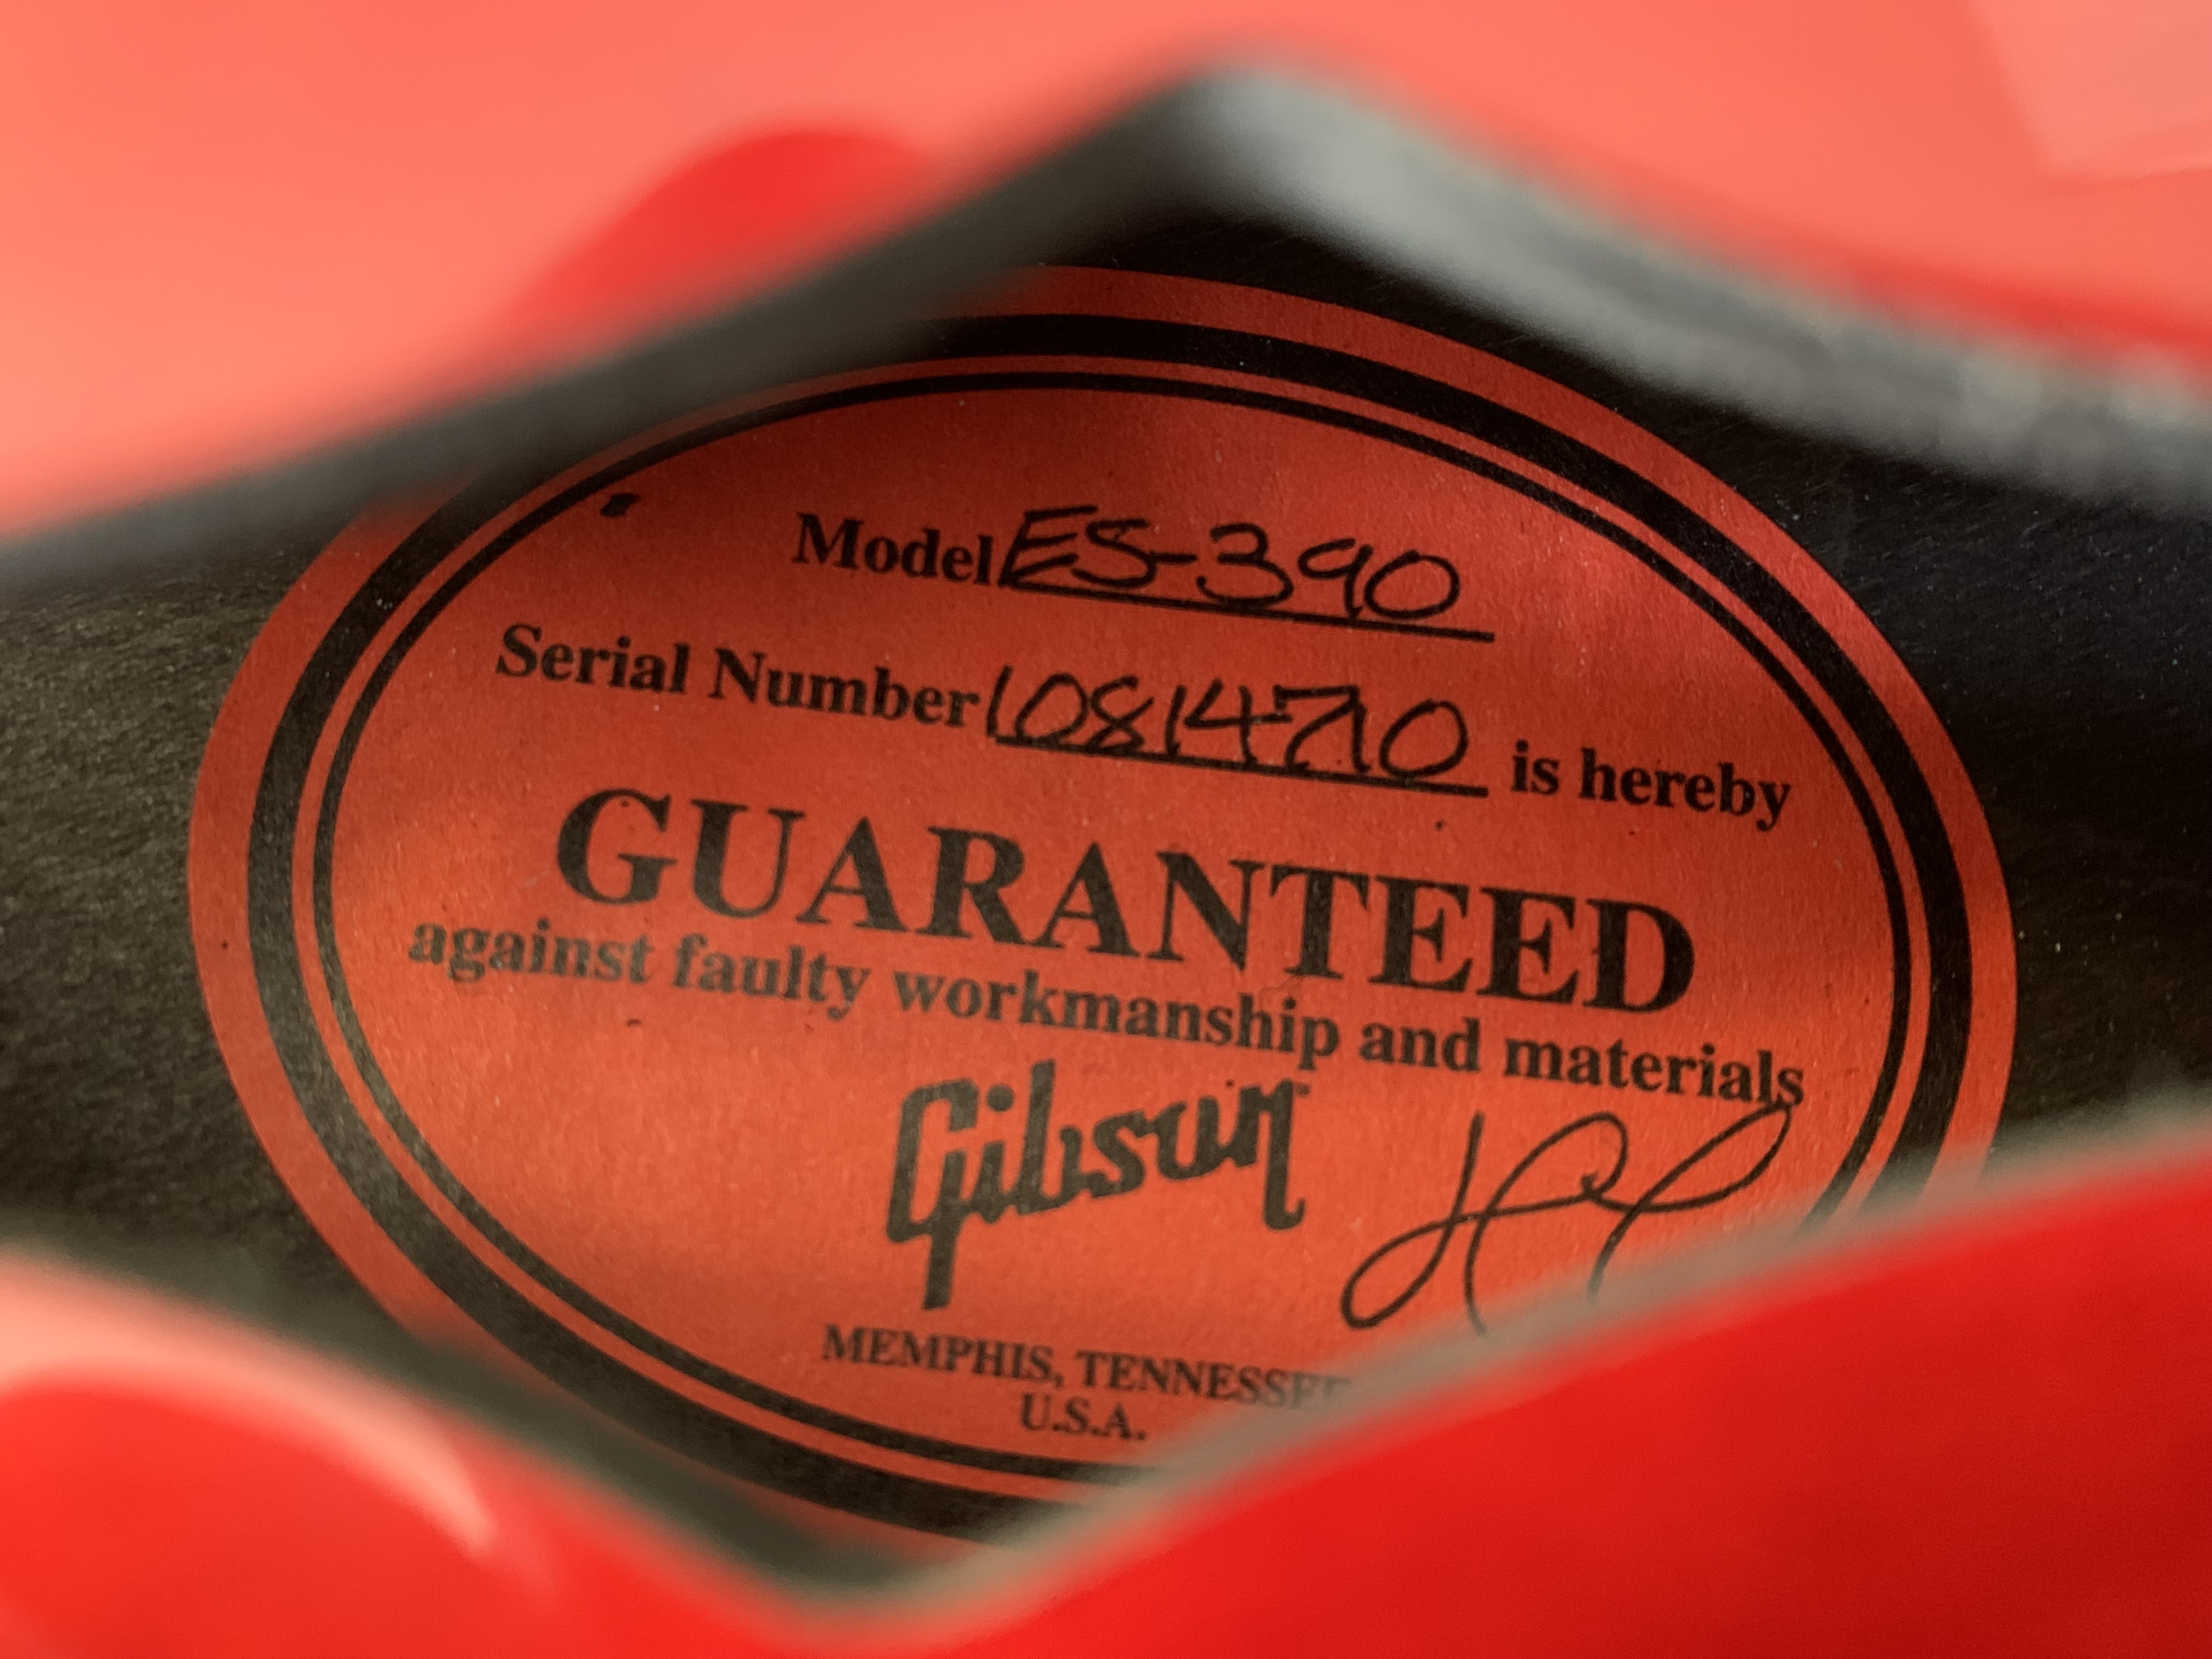 Model ES-390
Serial Number 10814710 is hereby
GUARANTEED
against faulty workmanship and materials
Gibson
MEMPHIS, TENNESSEE
U.S.A.